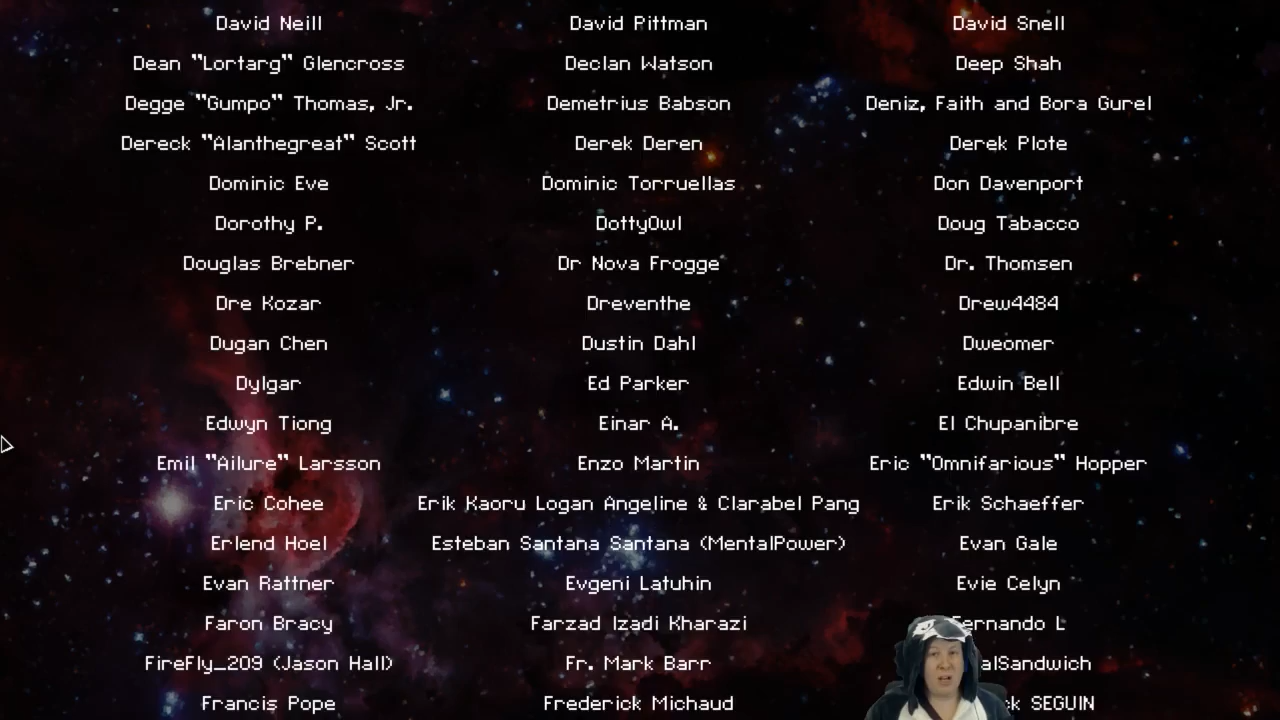 David Neill David Pittman David Snell
Dean "Lortarg" Glencross Declan Watson Deep Shah
Degge "Gumpo" Thomas, Jr. Demetrius Babson Deniz, Faith and Bora Gurel
Dereck "Alanthegreat" Scott Derek Deren Derek Plote
Dominic Eve Dominic Torruellas Don Davenport
Dorothy P. DottyOwl Doug Tabacco
Douglas Brebner Dr Nova Frogge Dr. Thomsen
Dre Kozar Dreventhe Drew4484
Dugan Chen Dustin Dahl Dweomer
Dylgar Ed Parker Edwin Bell
Edwyn Tiong Einar A. El Chupanibre
Emil "Ailure" Larsson Enzo Martin Eric "Omnifarious" Hopper
Eric Cohee Erik Kaoru Logan Angeline & Clarabel Pang Erik Schaeffer
Erlend Hoel Esteban Santana Santana (MentalPower) Evan Gale
Evan Rattner Evgeni Latuhin Evie Celyn
Faron Bracy Farzad Izadi Kharazi Fernando L
FireFly_209 (Jason Hall) Fr. Mark Barr
Francis Pope Frederick Michaud SEGUIN